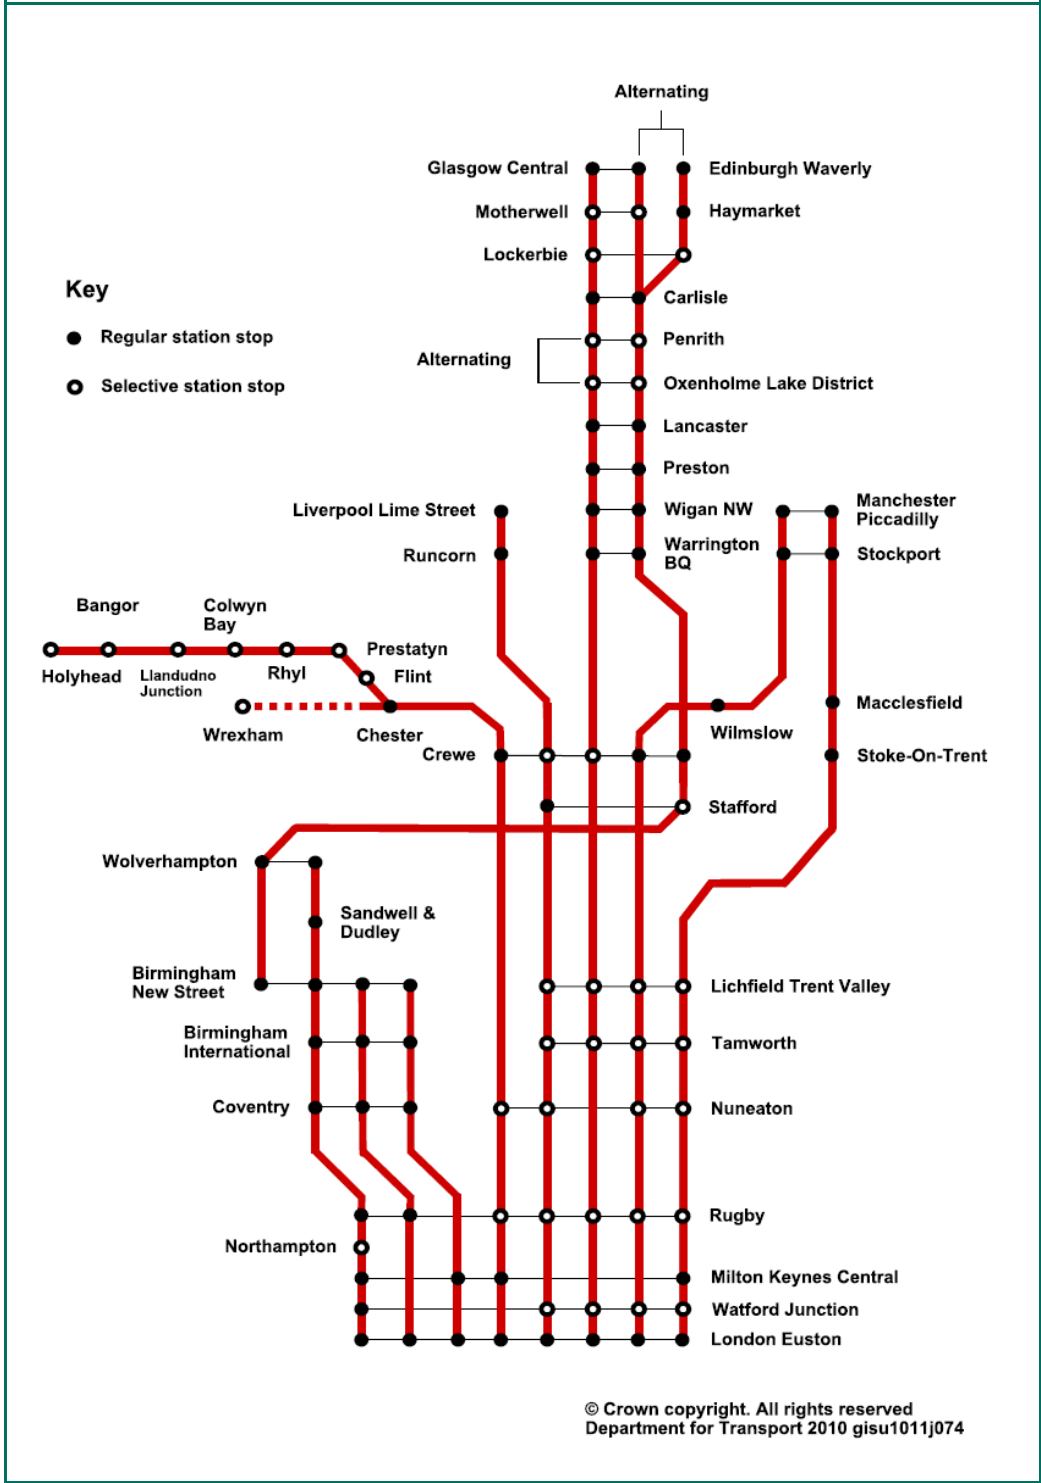 Alternating
Glasgow Central
Edinburgh Waverly
Motherwell
Haymarket
Lockerbie
Key
Carlisle
Regular station stop
Penrith
Alternating
Selective station stop
Oxenholme Lake District
Lancaster
Preston
Liverpool Lime Street
Wigan NW
Manchester
Piccadilly
Runcorn
Warrington
BQ
Stockport
Bangor
Colwyn
Bay
Prestatyn
Holyhead
Llandudno
Junction
Rhyl
Flint
Macclesfield
Wrexham
Chester
Wilmslow
Crewe
Stoke-On-Trent
Stafford
Wolverhampton
Sandwell &
Dudley
Birmingham
New Street
Lichfield Trent Valley
Birmingham
International
Tamworth
Coventry
Nuneaton
Rugby
Northampton
Milton Keynes Central
Watford Junction
London Euston
© Crown copyright. All rights reserved
Department for Transport 2010 gisu1011j074